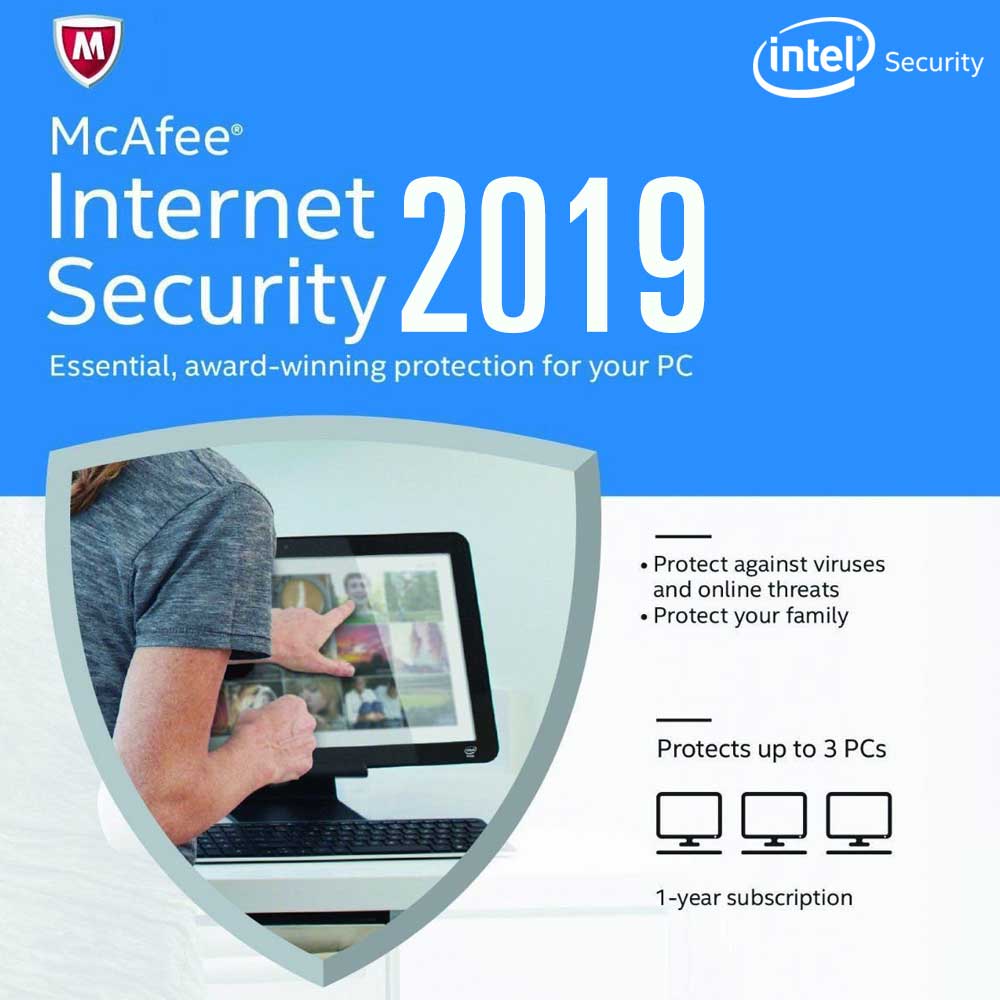 M
intel® Security
McAfee®
Internet
Security
2019
Essential, award-winning protection for your PC
• Protect against viruses
and online threats
• Protect your family
Protects up to 3 PCs
1-year subscription
intel